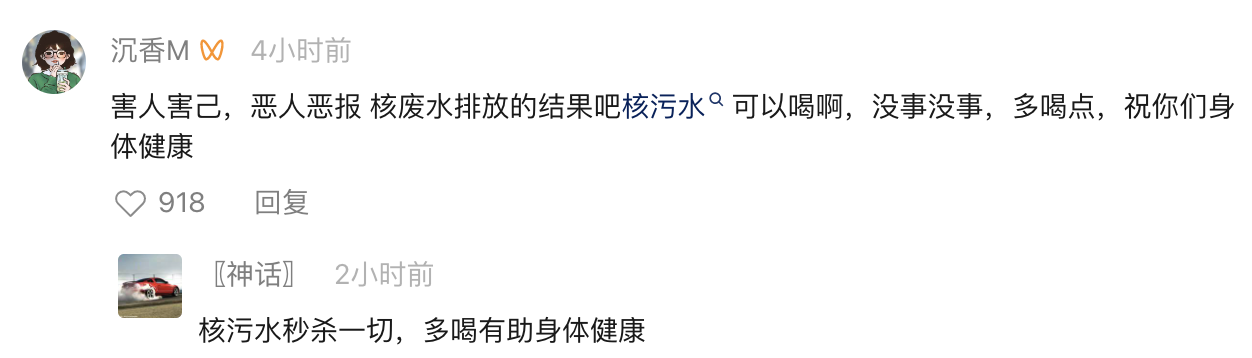 沉香M 4小时前
害人害己，恶人恶报 核废水排放的结果吧核污水 可以喝啊，没事没事，多喝点，祝你们身
体健康
918 回复
〖神话〗 2小时前
核污水秒杀一切，多喝有助身体健康